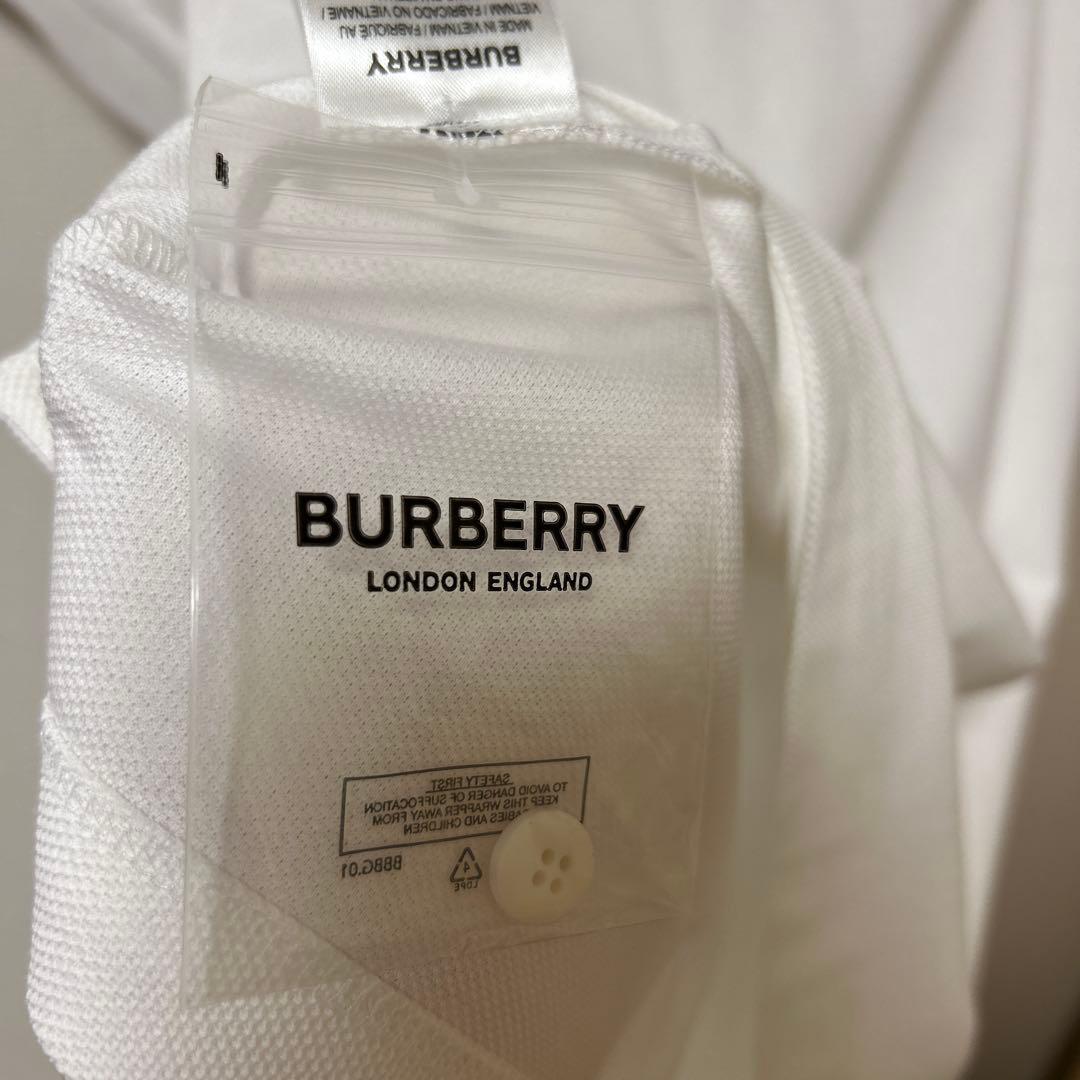 VIETNAM / FABRICADO NO VIETNAME /
MADE IN VIETNAM / FABRIQUÉ AU
BURBERRY
BURBERRY
LONDON ENGLAND
SAFETY FIRST
TO AVOID DANGER OF SUFFOCATION
KEEP THIS WRAPPER AWAY FROM
BABIES AND CHILDREN
BBBG.01
4
LDPE